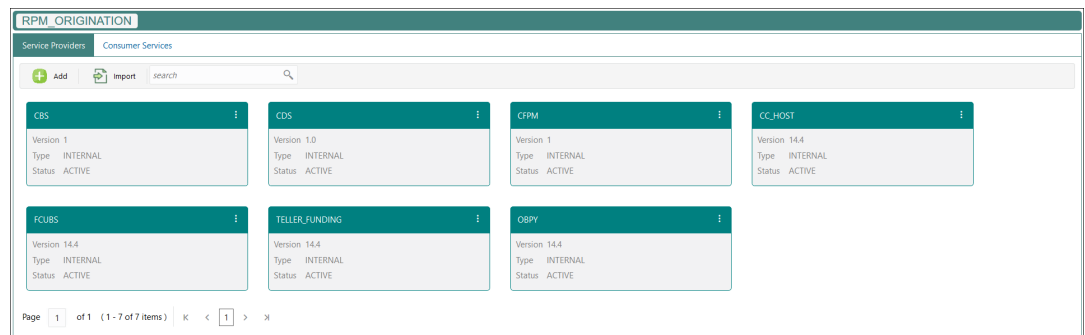 RPM_ORIGINATION
Service Providers Consumer Services
Add Import search
CBS
Version 1
Type INTERNAL
Status ACTIVE
CDS
Version 1.0
Type INTERNAL
Status ACTIVE
CFPM
Version 1
Type INTERNAL
Status ACTIVE
CC_HOST
Version 14.4
Type INTERNAL
Status ACTIVE
FCUBS
Version 14.4
Type INTERNAL
Status ACTIVE
TELLER_FUNDING
Version 14.4
Type INTERNAL
Status ACTIVE
OBPY
Version 14.4
Type INTERNAL
Status ACTIVE
Page 1 of 1 ( 1 - 7 of 7 items ) 1